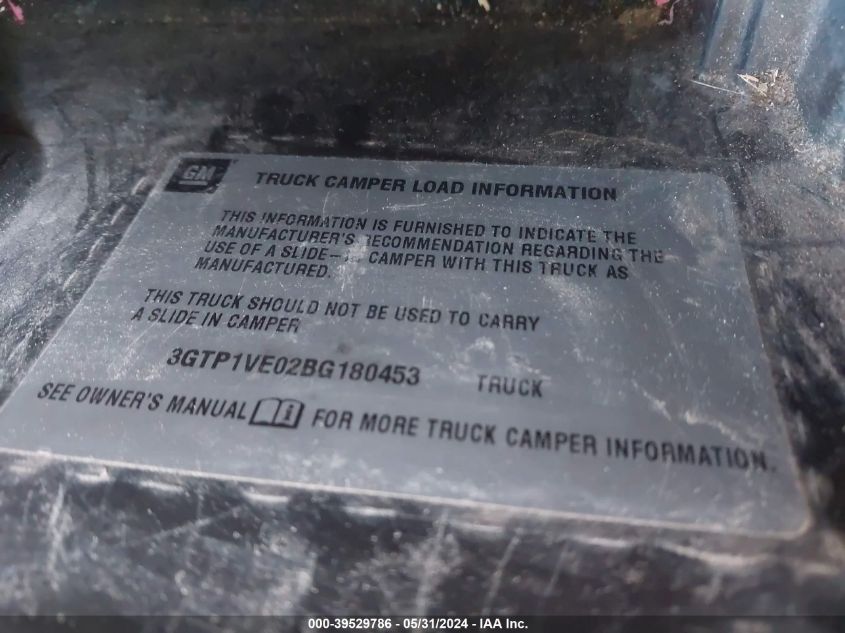 GM
TRUCK CAMPER LOAD INFORMATION
THIS INFORMATION IS FURNISHED TO INDICATE THE
MANUFACTURER'S RECOMMENDATION REGARDING THE
USE OF A SLIDE- CAMPER WITH THIS TRUCK AS
MANUFACTURED.
THIS TRUCK SHOULD NOT BE USED TO CARRY
A SLIDE IN CAMPER
3GTP1VE02BG180453 TRUCK
SEE OWNER'S MANUAL FOR MORE TRUCK CAMPER INFORMATION.
000-39529786 - 05/31/2024 - IAA Inc.